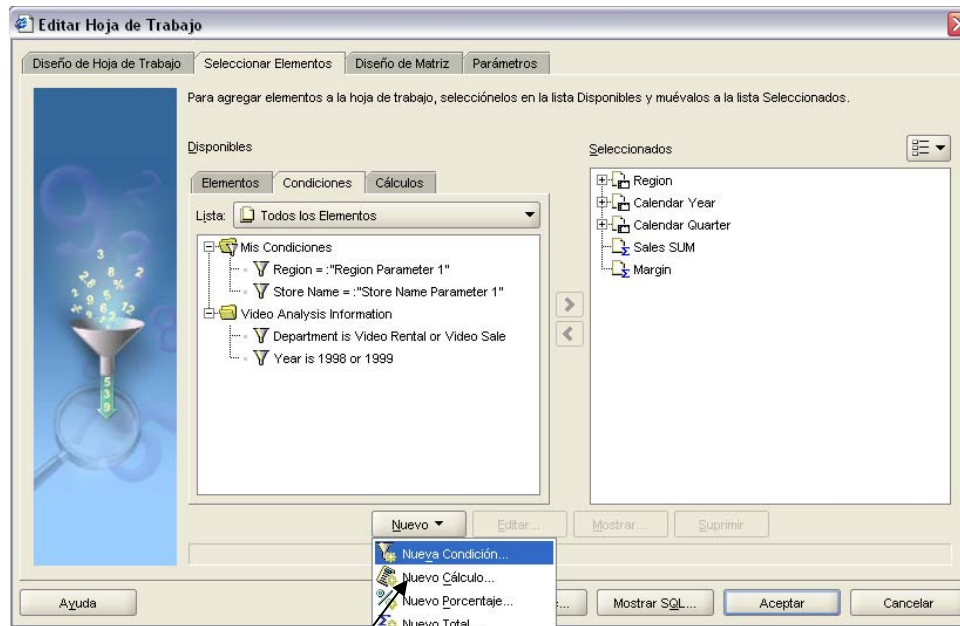 Editar Hoja de Trabajo
Diseño de Hoja de Trabajo
Seleccionar Elementos
Diseño de Matriz
Parámetros
Para agregar elementos a la hoja de trabajo, selecciónelos en la lista Disponibles y muévalos a la lista Seleccionados.
Disponibles
Seleccionados
Elementos
Condiciones
Cálculos
Lista: Todos los Elementos
Mis Condiciones
Region = :"Region Parameter 1"
Store Name = :"Store Name Parameter 1"
Video Analysis Information
Department is Video Rental or Video Sale
Year is 1998 or 1999
Region
Calendar Year
Calendar Quarter
Sales SUM
Margin
Nuevo
Editar...
Mostrar...
Suprimir
Nueva Condición...
Nuevo Cálculo...
Nuevo Porcentaje...
Nuevo Total...
Ayuda
Mostrar SQL...
Aceptar
Cancelar